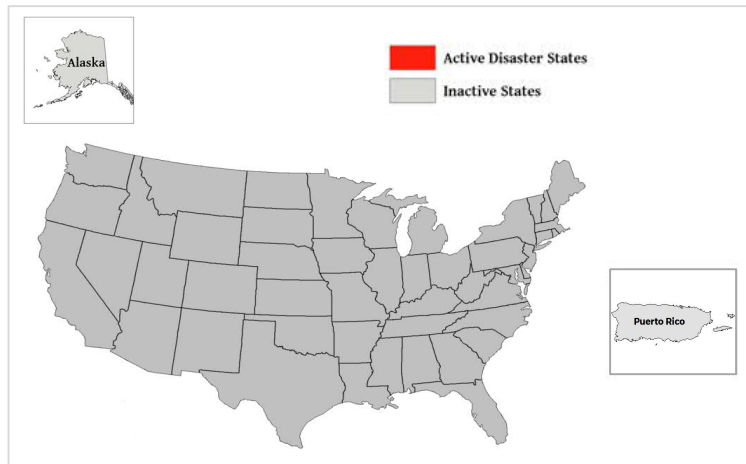 Alaska
Active Disaster States
Inactive States
Puerto Rico